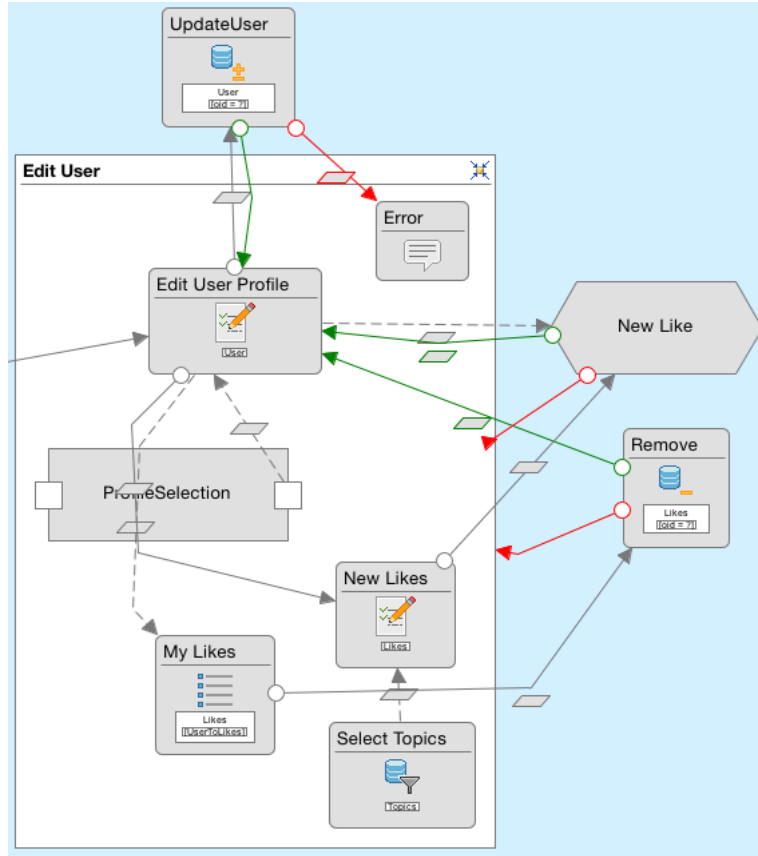 UpdateUser
User
[oid = ?]
Edit User
Error
Edit User Profile
[User]
New Like
ProfileSelection
Remove
Likes
[oid = ?]
New Likes
[Likes]
My Likes
Likes
[UserToLikes]
Select Topics
[Topics]